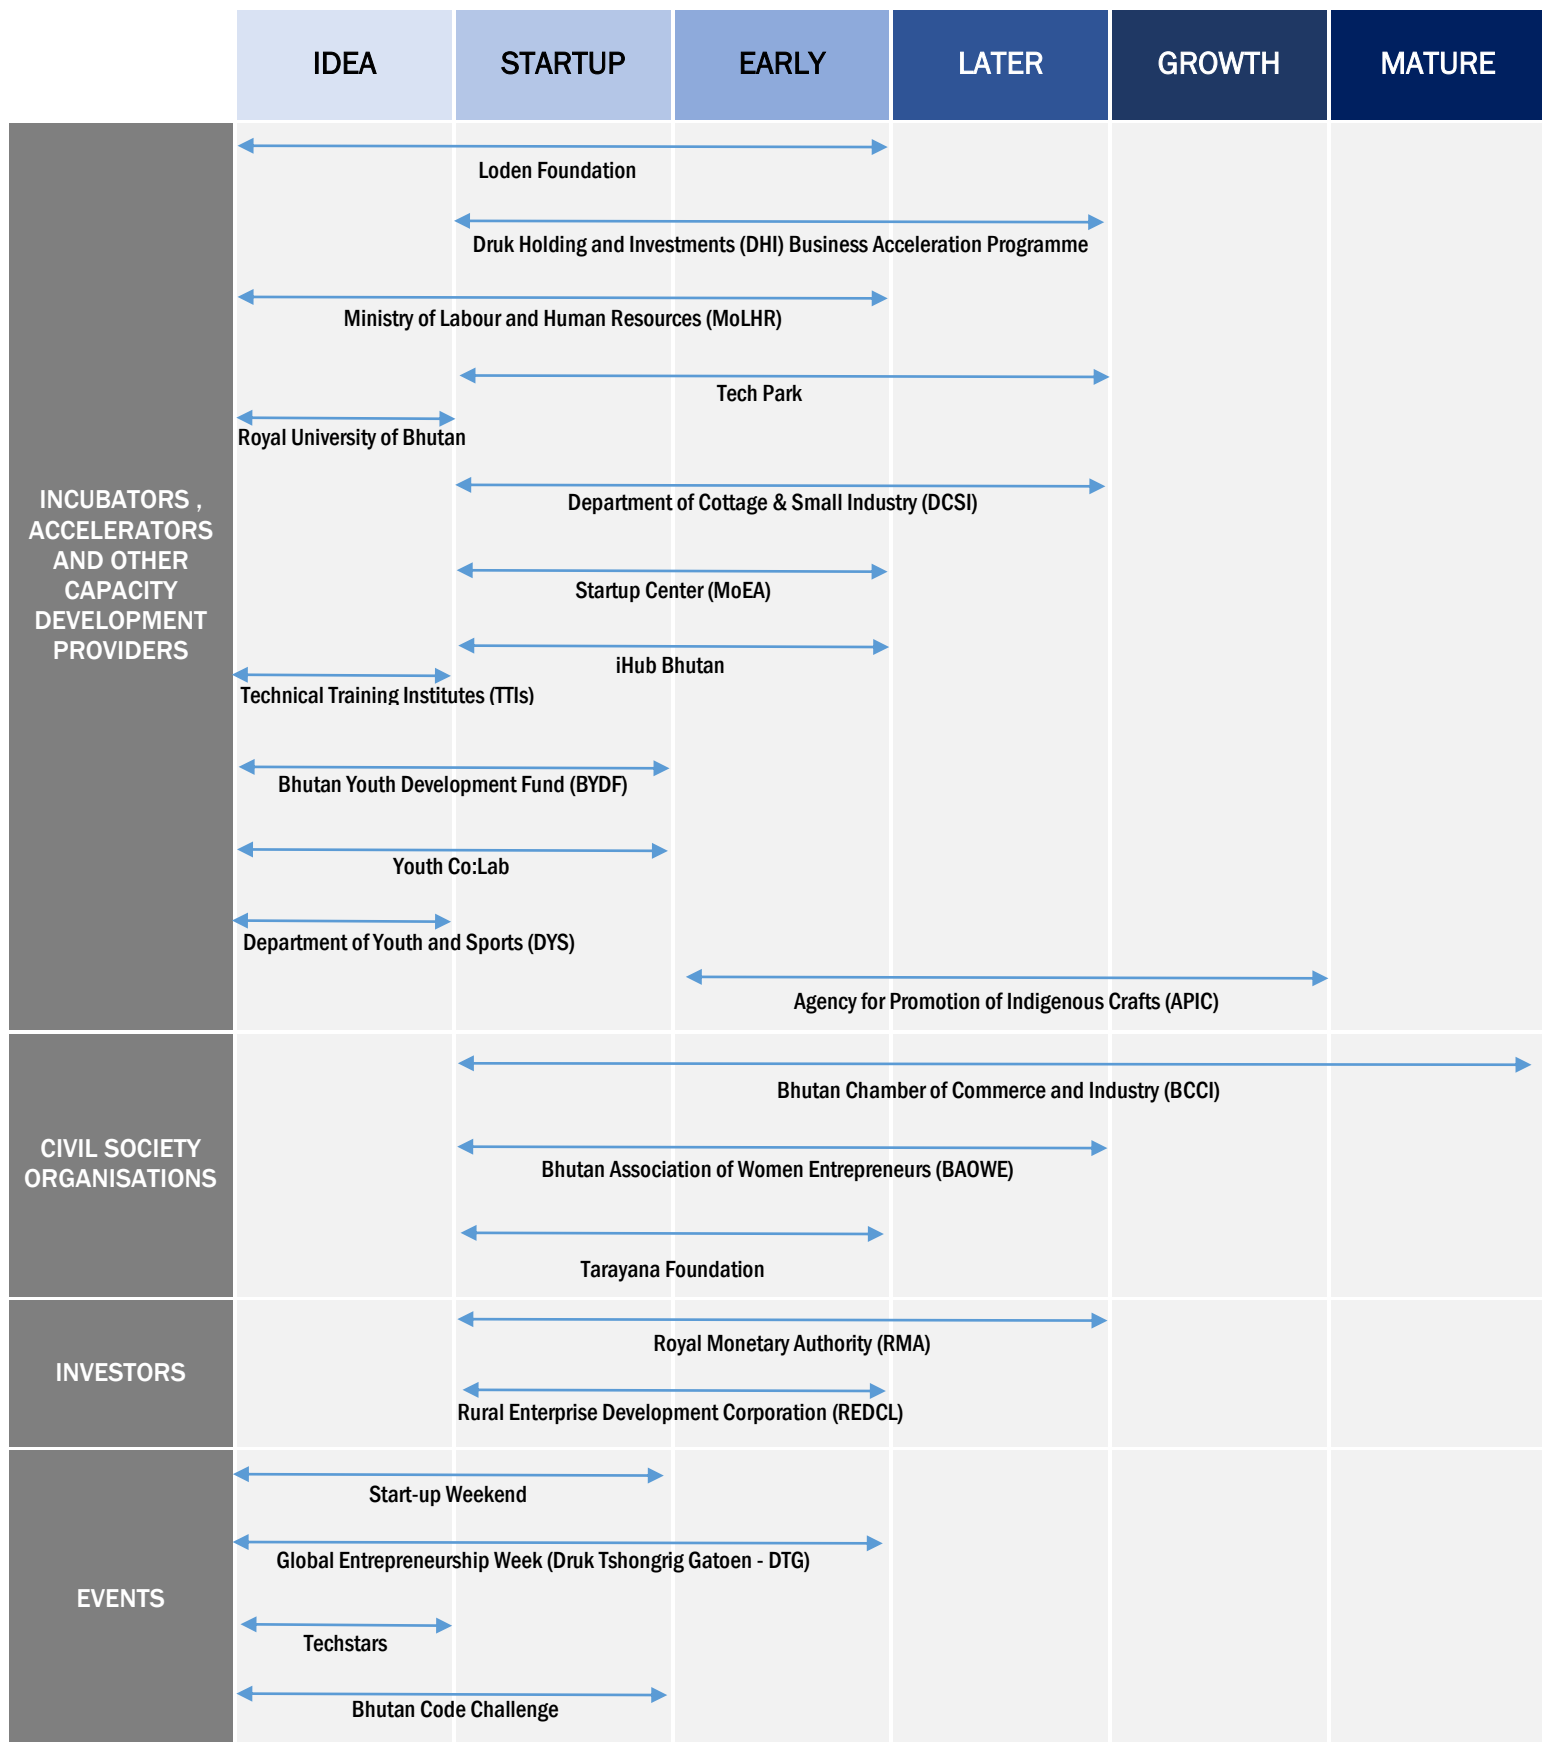 IDEA
STARTUP
EARLY
LATER
GROWTH
MATURE
INCUBATORS ,
ACCELERATORS
AND OTHER
CAPACITY
DEVELOPMENT
PROVIDERS
Loden Foundation
Druk Holding and Investments (DHI) Business Acceleration Programme
Ministry of Labour and Human Resources (MoLHR)
Tech Park
Royal University of Bhutan
Department of Cottage & Small Industry (DCSI)
Startup Center (MoEA)
iHub Bhutan
Technical Training Institutes (TTIs)
Bhutan Youth Development Fund (BYDF)
Youth Co:Lab
Department of Youth and Sports (DYS)
Agency for Promotion of Indigenous Crafts (APIC)
CIVIL SOCIETY
ORGANISATIONS
Bhutan Chamber of Commerce and Industry (BCCI)
Bhutan Association of Women Entrepreneurs (BAOWE)
Tarayana Foundation
INVESTORS
Royal Monetary Authority (RMA)
Rural Enterprise Development Corporation (REDCL)
EVENTS
Start-up Weekend
Global Entrepreneurship Week (Druk Tshongrig Gatoen - DTG)
Techstars
Bhutan Code Challenge